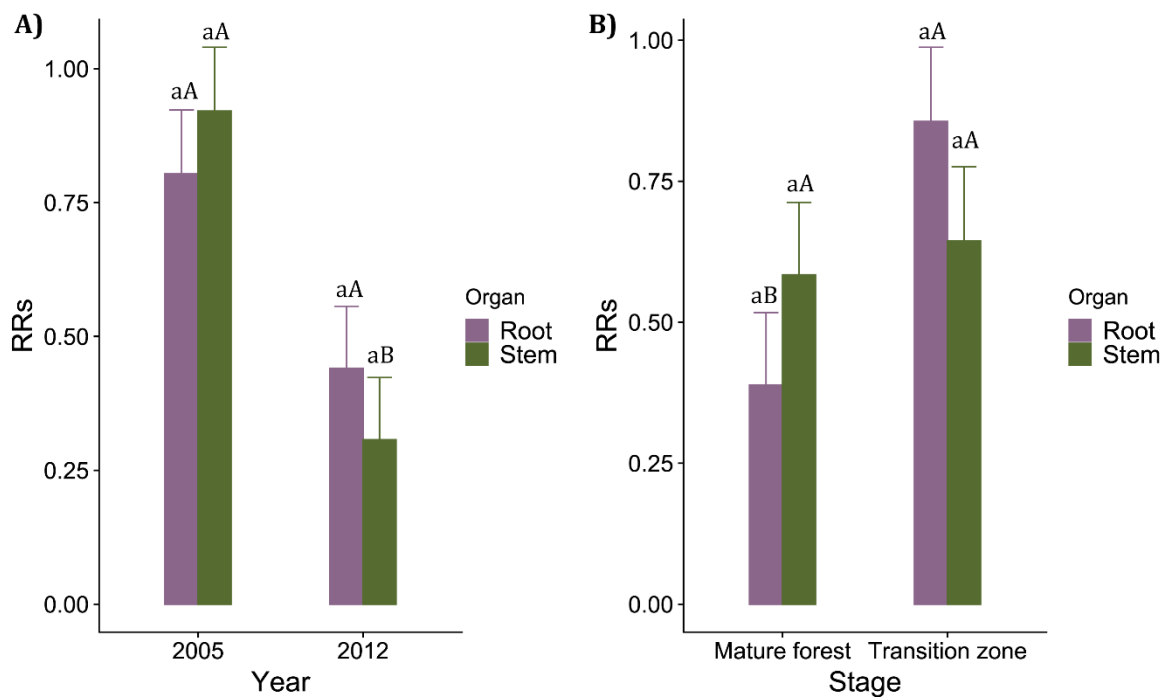 A)
aA
aA
aA
aB
1.00
0.75
0.50
0.25
0.00
RRs
2005
2012
Year
Organ
Root
Stem
B)
aA
aA
aA
aB
1.00
0.75
0.50
0.25
0.00
RRs
Mature forest
Transition zone
Stage
Organ
Root
Stem